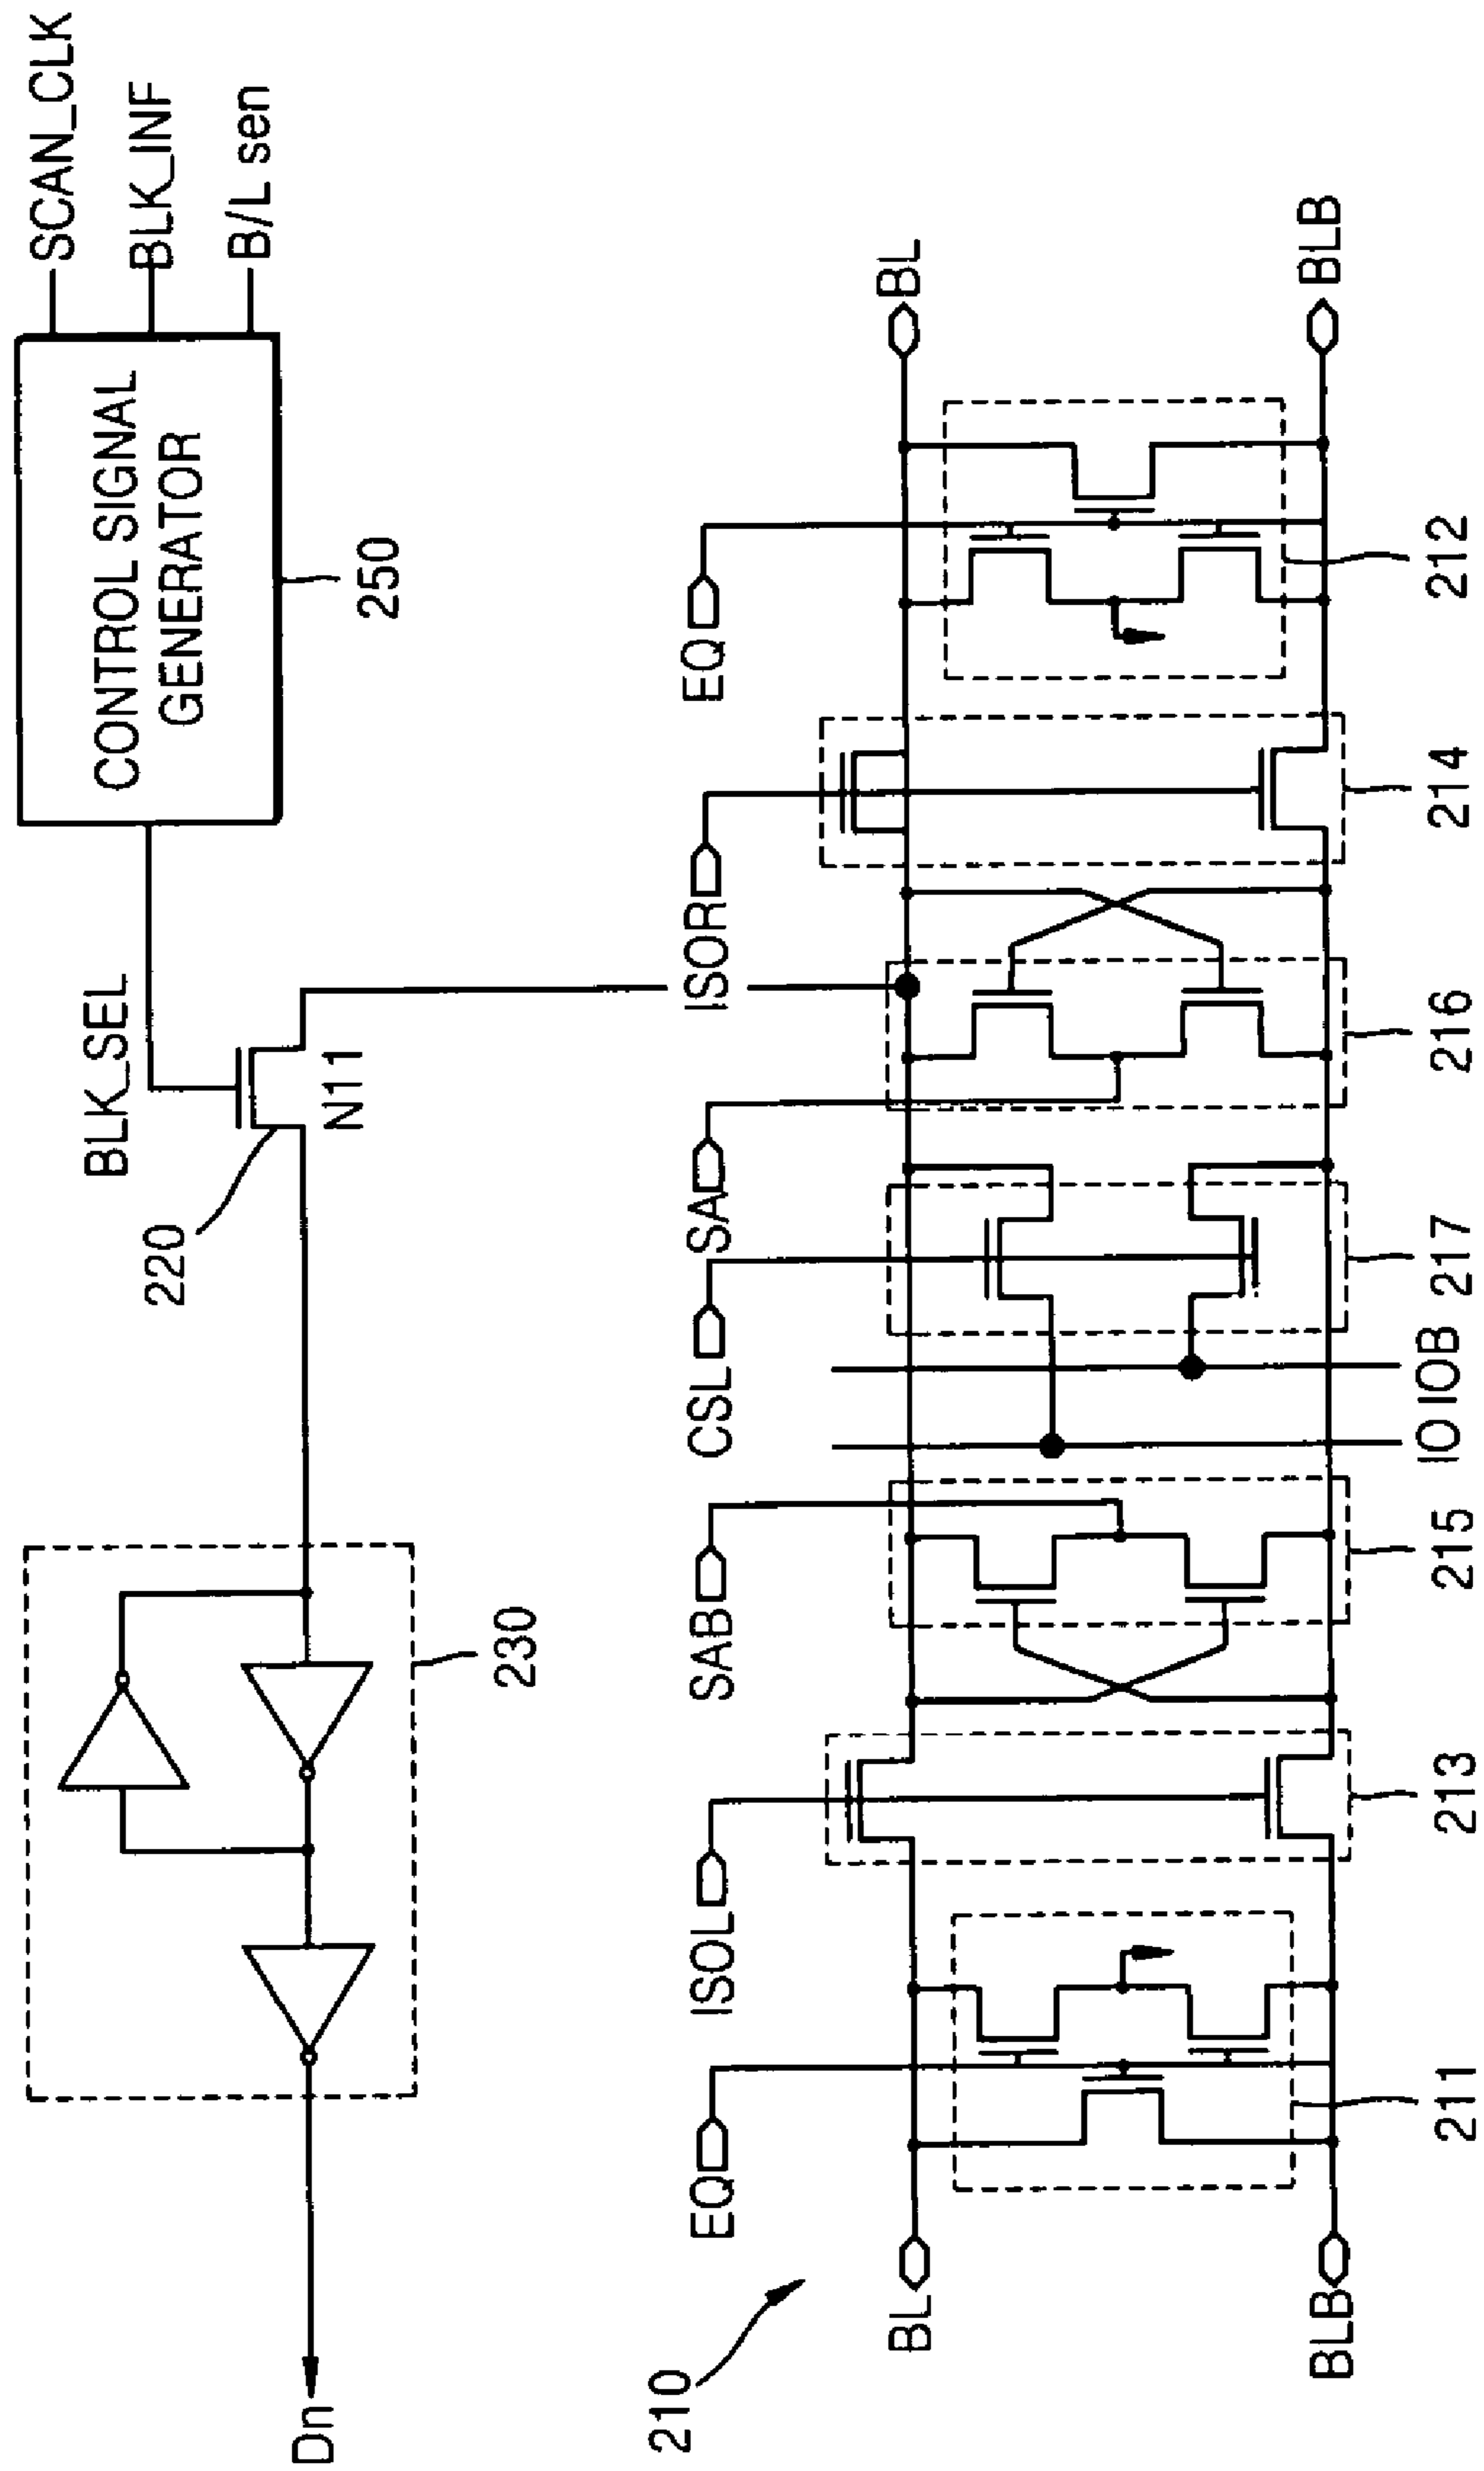 SCAN_CLK
BLK_INF
B/L sen
CONTROL SIGNAL
GENERATOR
250
BLK_SEL
220
N11
230
Dn
210
EQ
ISOL
SAB
CSL
SA
ISOR
EQ
BL
BL
BLB
BLB
IO
IOB
211
213
215
217
216
214
212